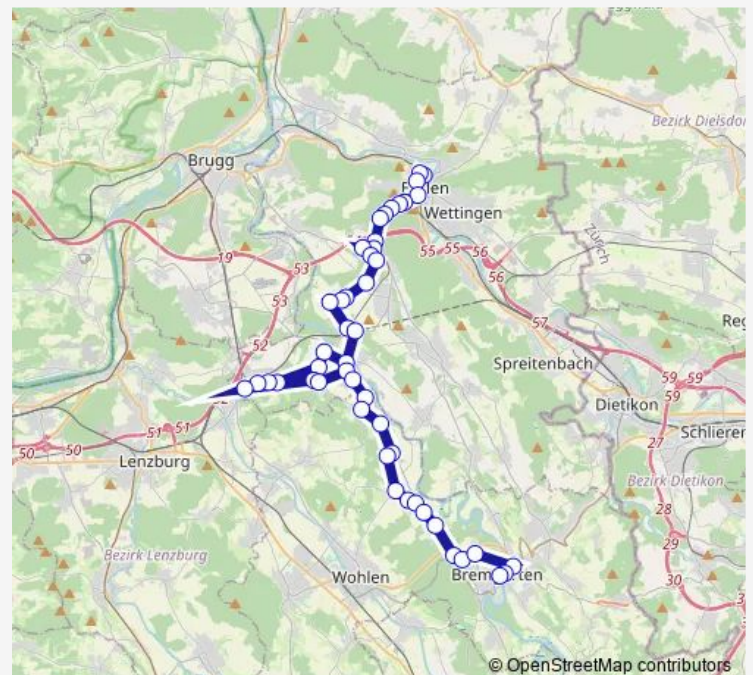 Bezirk Dielsdor
Brugg
Wettingen
19
53
55
55
56
56
Zürich
53
57
52
Reg
Spreitenbach
59
59
59
Dietikon
51
51
50
50
27
Schlieren
Lenzburg
Bezirk Dietikon
28
29
Bezirk Lenzburg
30
Wohlen
© OpenStreetMap contributors